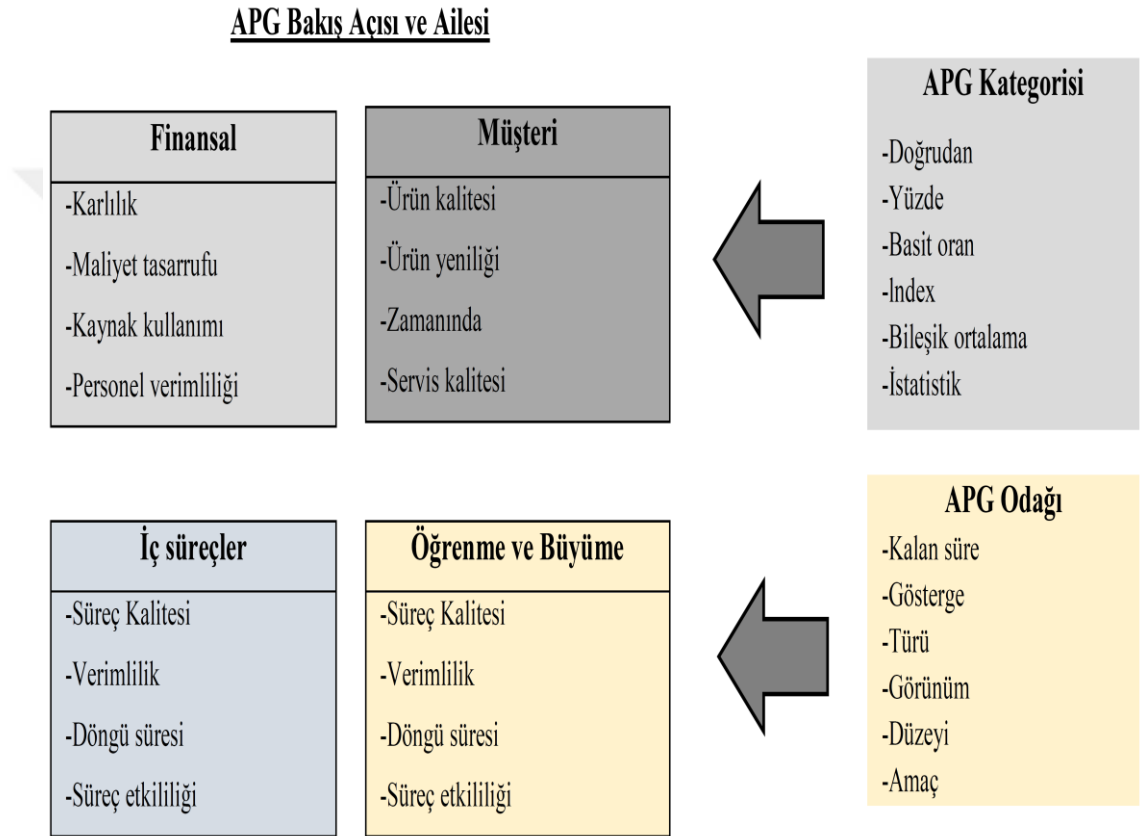 APG Bakış Açısı ve Ailesi
Finansal
-Karlılık
-Maliyet tasarrufu
-Kaynak kullanımı
-Personel verimliliği
Müşteri
-Ürün kalitesi
-Ürün yeniliği
-Zamanında
-Servis kalitesi
APG Kategorisi
-Doğrudan
-Yüzde
-Basit oran
-Index
-Bileşik ortalama
-İstatistik
İç süreçler
-Süreç Kalitesi
-Verimlilik
-Döngü süresi
-Süreç etkililiği
Öğrenme ve Büyüme
-Süreç Kalitesi
-Verimlilik
-Döngü süresi
-Süreç etkililiği
APG Odağı
-Kalan süre
-Gösterge
-Türü
-Görünüm
-Düzeyi
-Amaç